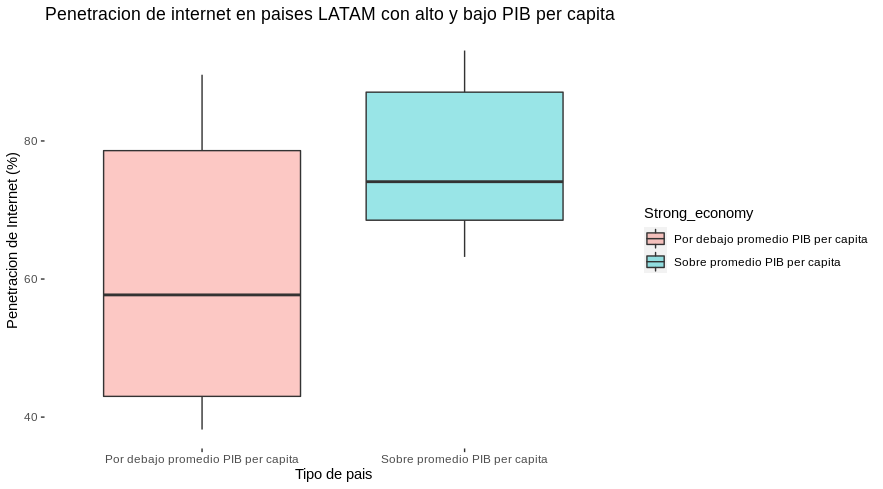 Penetracion de internet en paises LATAM con alto y bajo PIB per capita
Penetracion de Internet (%)
80
60
40
Por debajo promedio PIB per capita
Sobre promedio PIB per capita
Tipo de pais
Strong_economy
Por debajo promedio PIB per capita
Sobre promedio PIB per capita